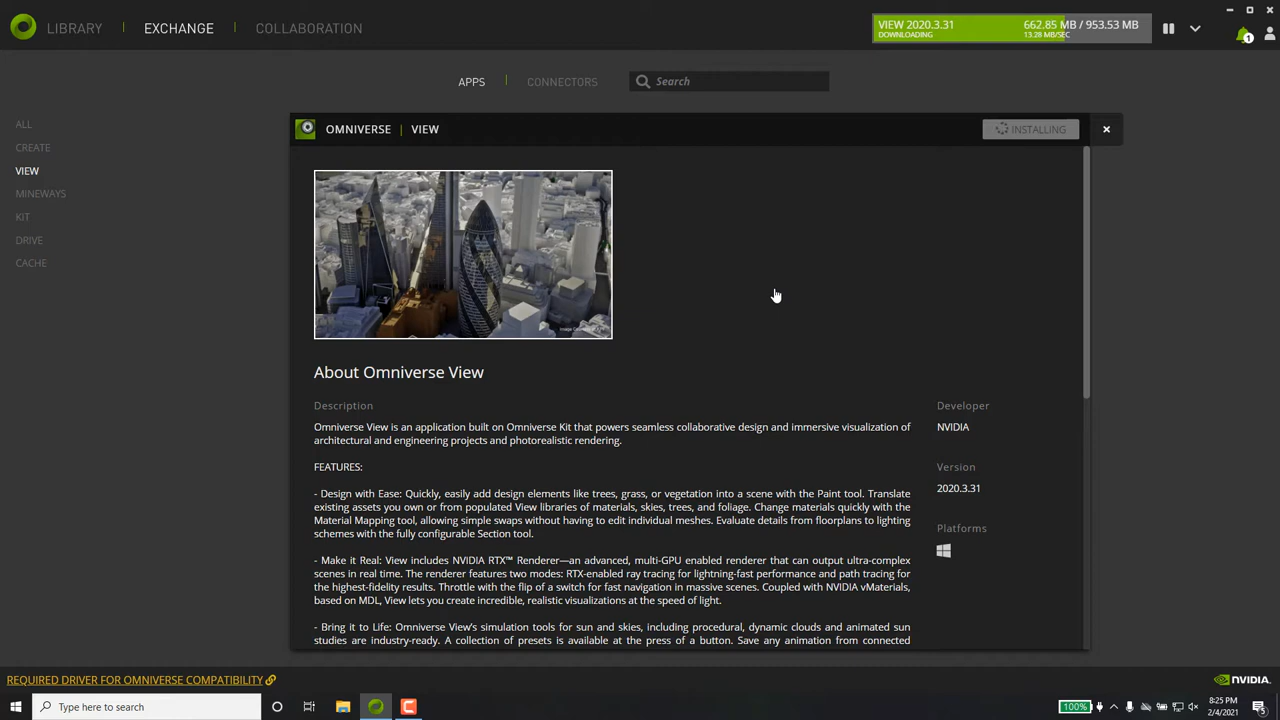 LIBRARY
EXCHANGE
COLLABORATION
VIEW 2020.3.31
662.85 MB / 953.53 MB
DOWNLOADING
13.28 MB/SEC
1
APPS
CONNECTORS
Search
ALL
CREATE
VIEW
MINEWAYS
KIT
DRIVE
CACHE
OMNIVERSE | VIEW
INSTALLING
About Omniverse View
Description
Omniverse View is an application built on Omniverse Kit that powers seamless collaborative design and immersive visualization of
architectural and engineering projects and photorealistic rendering.
FEATURES:
- Design with Ease: Quickly, easily add design elements like trees, grass, or vegetation into a scene with the Paint tool. Translate
existing assets you own or from populated View libraries of materials, skies, trees, and foliage. Change materials quickly with the
Material Mapping tool, allowing simple swaps without having to edit individual meshes. Evaluate details from floorplans to lighting
schemes with the fully configurable Section tool.
- Make it Real: View includes NVIDIA RTX™ Renderer—an advanced, multi-GPU enabled renderer that can output ultra-complex
scenes in real time. The renderer features two modes: RTX-enabled ray tracing for lightning-fast performance and path tracing for
the highest-fidelity results. Throttle with the flip of a switch for fast navigation in massive scenes. Coupled with NVIDIA vMaterials,
based on MDL, View lets you create incredible, realistic visualizations at the speed of light.
- Bring it to Life: Omniverse View's simulation tools for sun and skies, including procedural, dynamic clouds and animated sun
studies are industry-ready. A collection of presets is available at the press of a button. Save any animation from connected
Developer
NVIDIA
Version
2020.3.31
Platforms
REQUIRED DRIVER FOR OMNIVERSE COMPATIBILITY
NVIDIA.
Type here to search
100%
8:25 PM
2/4/2021